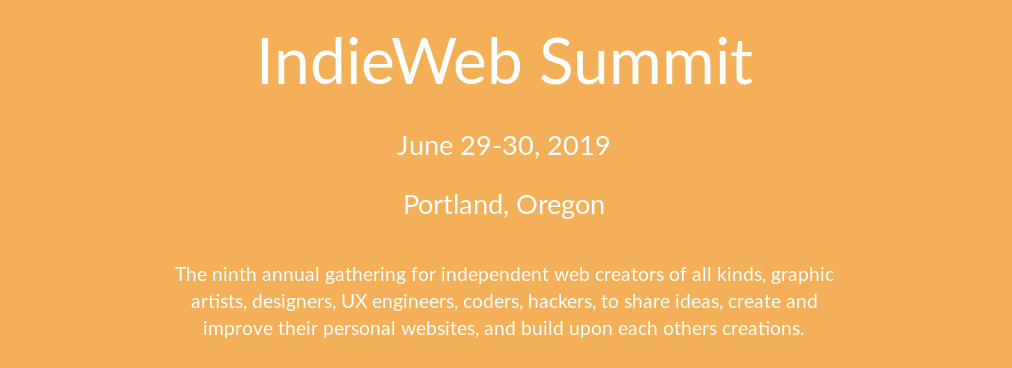 IndieWeb Summit
June 29-30, 2019
Portland, Oregon
The ninth annual gathering for independent web creators of all kinds, graphic
artists, designers, UX engineers, coders, hackers, to share ideas, create and
improve their personal websites, and build upon each others creations.